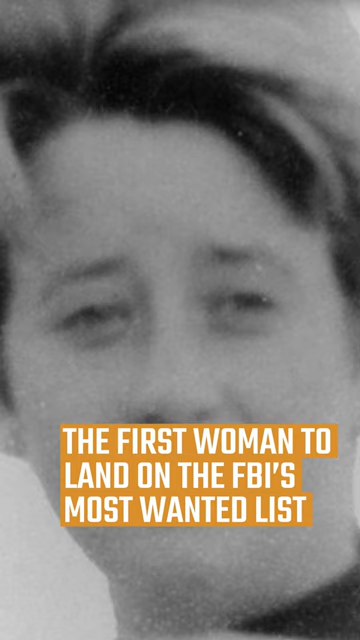 THE FIRST WOMAN TO
LAND ON THE FBI'S
MOST WANTED LIST